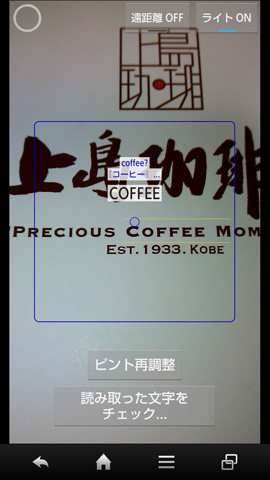 遠距離 OFF
ライト ON
上島
珈琲
上島珈琲
coffee?
[コーヒー] ...
COFFEE
"PRECIOUS COFFEE MOM
EST. 1933. KOBE
ピント再調整
読み取った文字を
チェック...